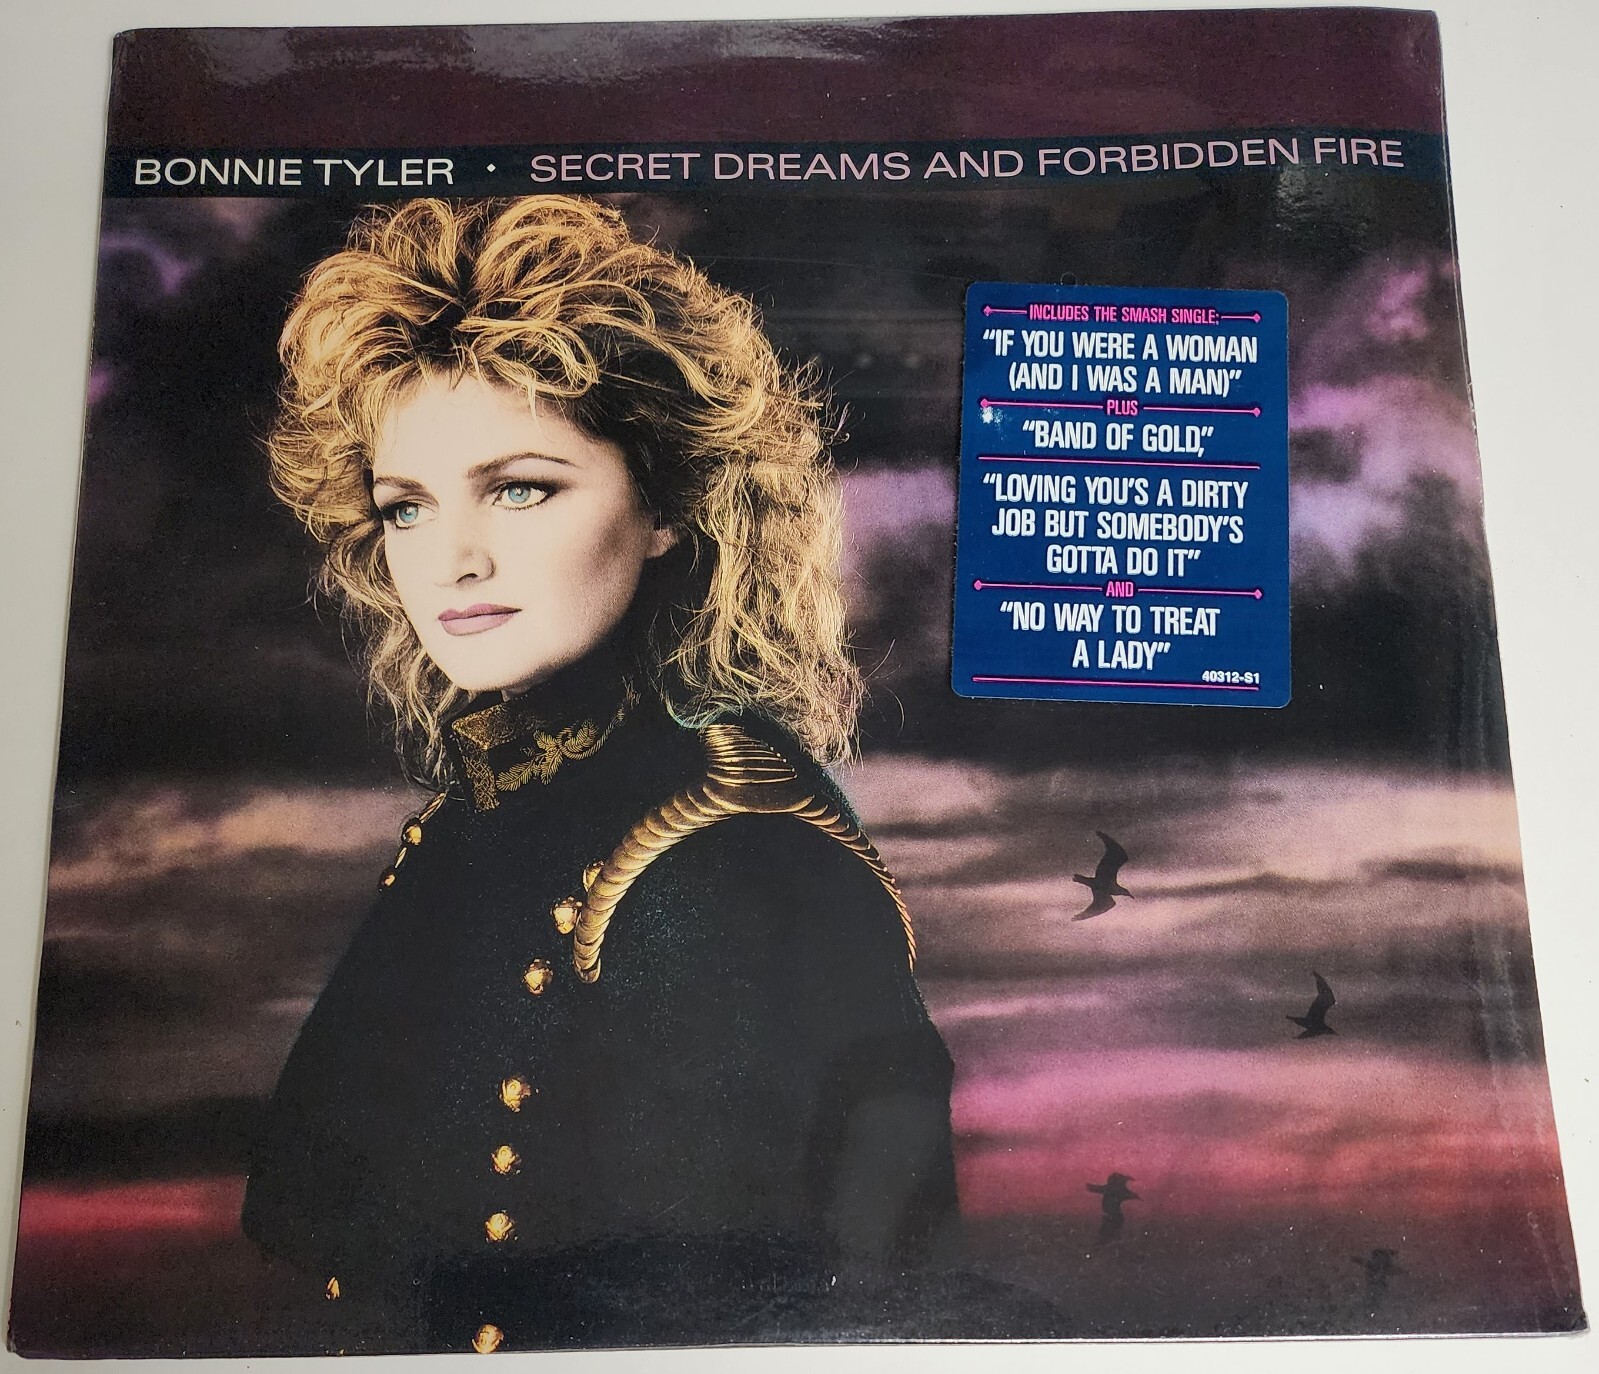 BONNIE TYLER • SECRET DREAMS AND FORBIDDEN FIRE
INCLUDES THE SMASH SINGLE:
“IF YOU WERE A WOMAN
(AND I WAS A MAN)”
PLUS
“BAND OF GOLD,”
“LOVING YOU'S A DIRTY
JOB BUT SOMEBODY'S
GOTTA DO IT”
AND
“NO WAY TO TREAT
A LADY”
40312-S1